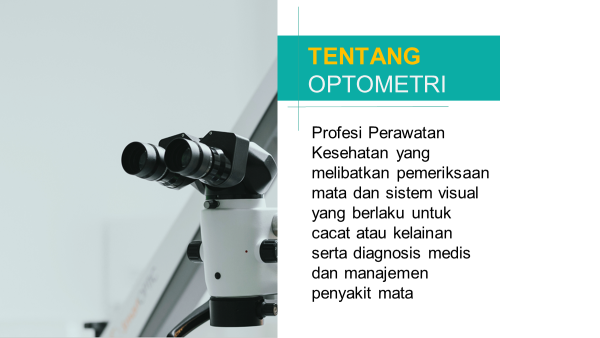 TENTANG
OPTOMETRI
Profesi Perawatan
Kesehatan yang
melibatkan pemeriksaan
mata dan sistem visual
yang berlaku untuk
cacat atau kelainan
serta diagnosis medis
dan manajemen
penyakit mata